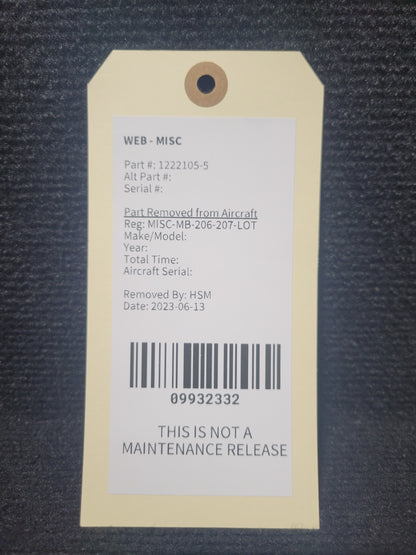 WEB - MISC
Part #: 1222105-5
Alt Part #:
Serial #:
Part Removed from Aircraft
Reg: MISC-MB-206-207-LOT
Make/Model:
Year:
Total Time:
Aircraft Serial:
Removed By: HSM
Date: 2023-06-13
09932332
THIS IS NOT A
MAINTENANCE RELEASE